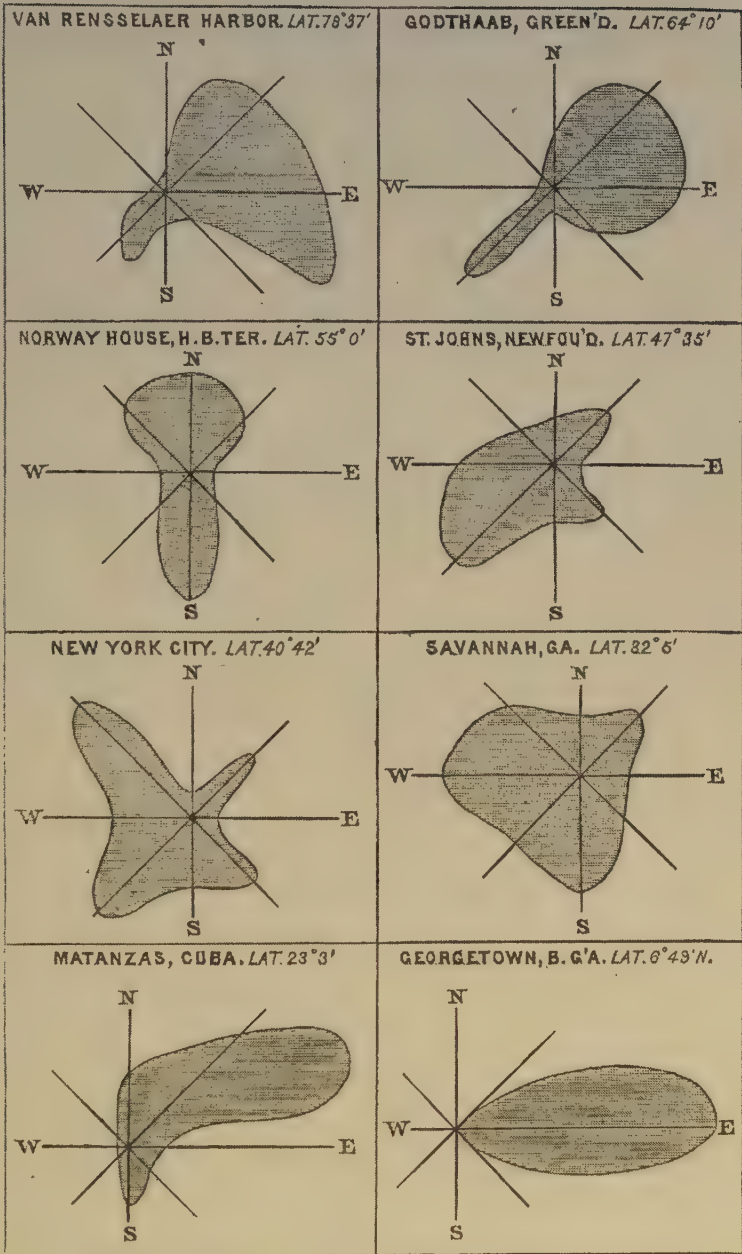 VAN RENSSELAER HARBOR. LAT. 78°37'
N
W
E
S
GODTHAAB, GREEN'D. LAT. 64°10'
N
W
E
S
NORWAY HOUSE, H.B.TER. LAT. 55°0'
N
W
E
S
ST. JOHNS, NEWFOU'D. LAT. 47°35'
N
W
E
S
NEW YORK CITY. LAT. 40°42'
N
W
E
S
SAVANNAH, GA. LAT. 32°5'
N
W
E
S
MATANZAS, CUBA. LAT. 23°3'
N
W
E
S
GEORGETOWN, B. G'A. LAT. 6°49' N.
N
W
E
S